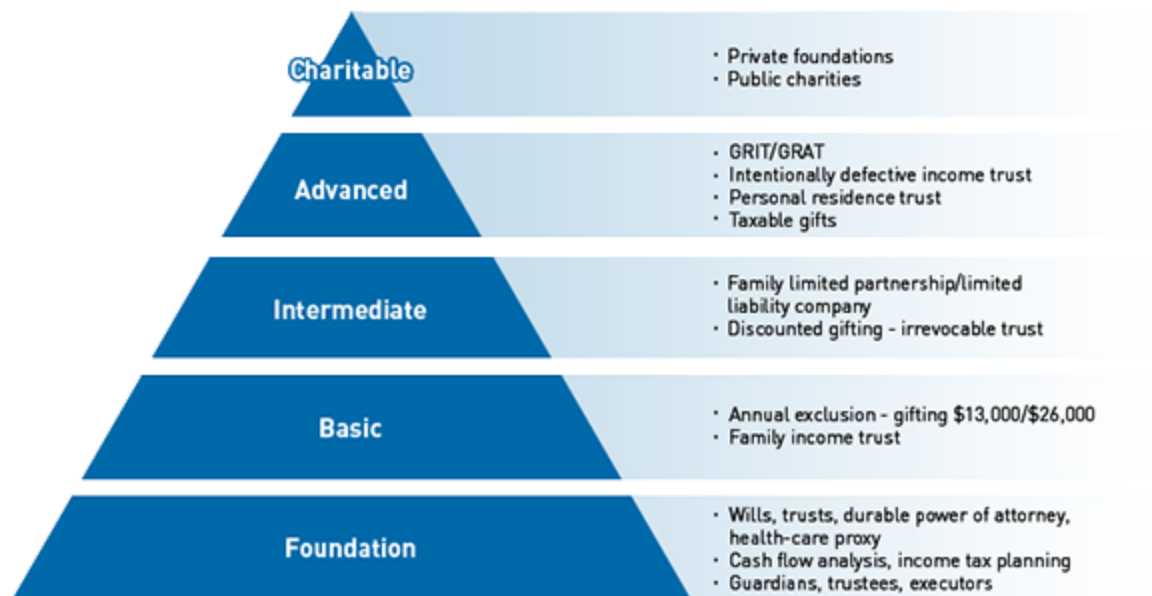 Charitable
· Private foundations
· Public charities
Advanced
· GRIT/GRAT
· Intentionally defective income trust
· Personal residence trust
· Taxable gifts
Intermediate
· Family limited partnership/limited
liability company
· Discounted gifting - irrevocable trust
Basic
· Annual exclusion - gifting $13,000/$26,000
· Family income trust
Foundation
· Wills, trusts, durable power of attorney,
health-care proxy
· Cash flow analysis, income tax planning
· Guardians, trustees, executors